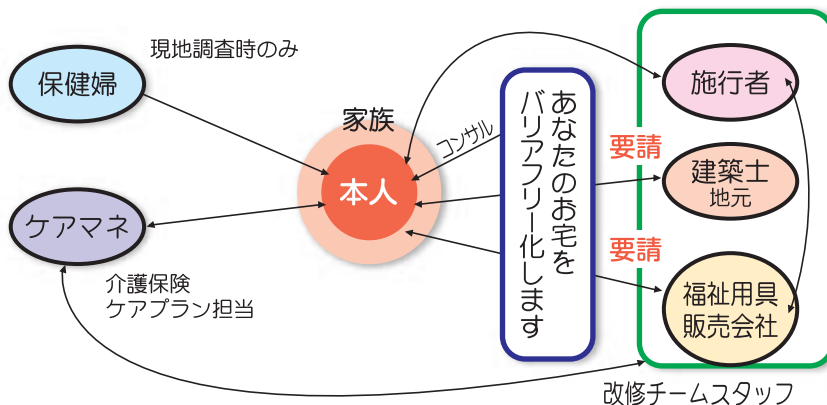 現地調査時のみ
保健婦
家族
本人
ケアマネ
介護保険
ケアプラン担当
コンサル
あなたのお宅を
バリアフリー化します
要請
要請
施行者
建築士
地元
福祉用具
販売会社
改修チームスタッフ